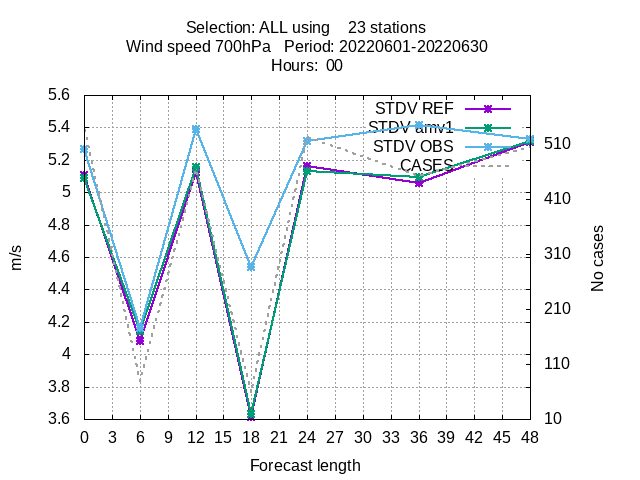 Selection: ALL using 23 stations
Wind speed 700hPa Period: 20220601-20220630
Hours: 00
5.6
5.4
5.2
5
4.8
4.6
4.4
4.2
4
3.8
3.6
m/s
STDV REF
STDV amv1
STDV OBS
CASES
510
410
310
210
110
10
No cases
0 3 6 9 12 15 18 21 24 27 30 33 36 39 42 45 48
Forecast length